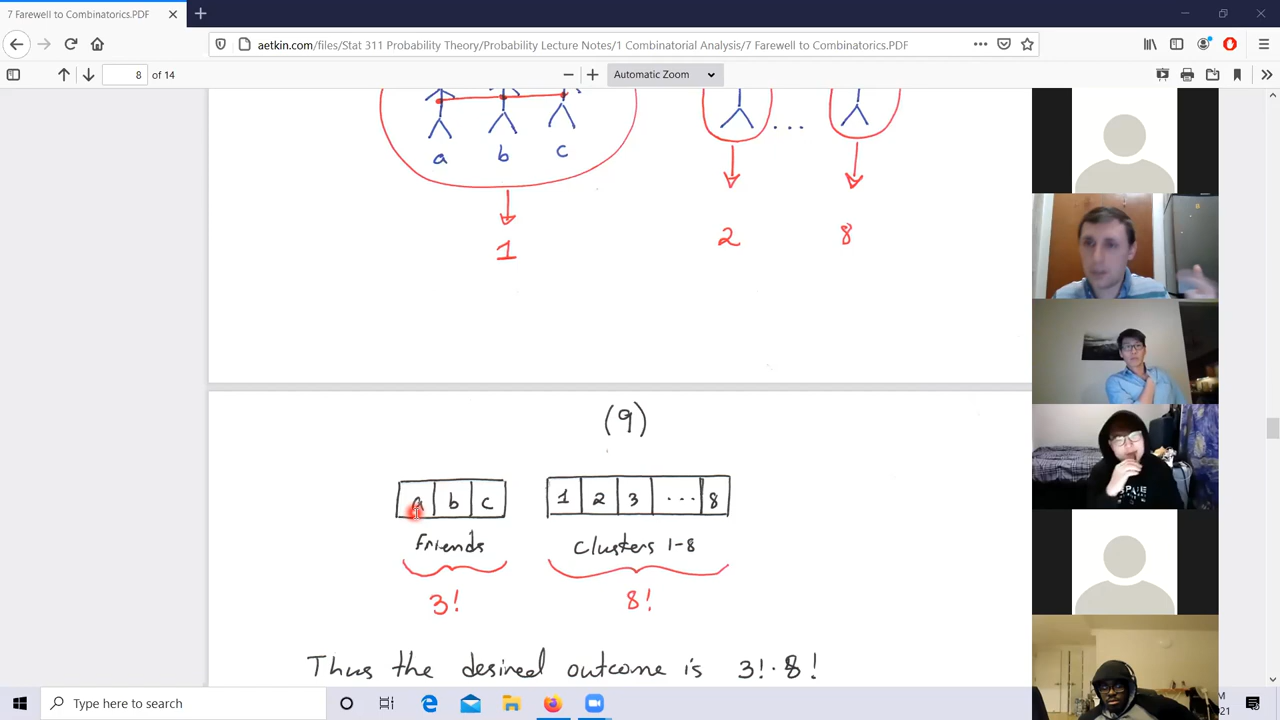 7 Farewell to Combinatorics.PDF
aetkin.com/files/Stat 311 Probability Theory/Probability Lecture Notes/1 Combinatorial Analysis/7 Farewell to Combinatorics.PDF
8 of 14
Automatic Zoom
a b c
...
1 2 8
(9)
a b c 1 2 3 ... 8
Friends Clusters 1-8
3! 8!
Thus the desired outcome is 3! · 8!
Type here to search